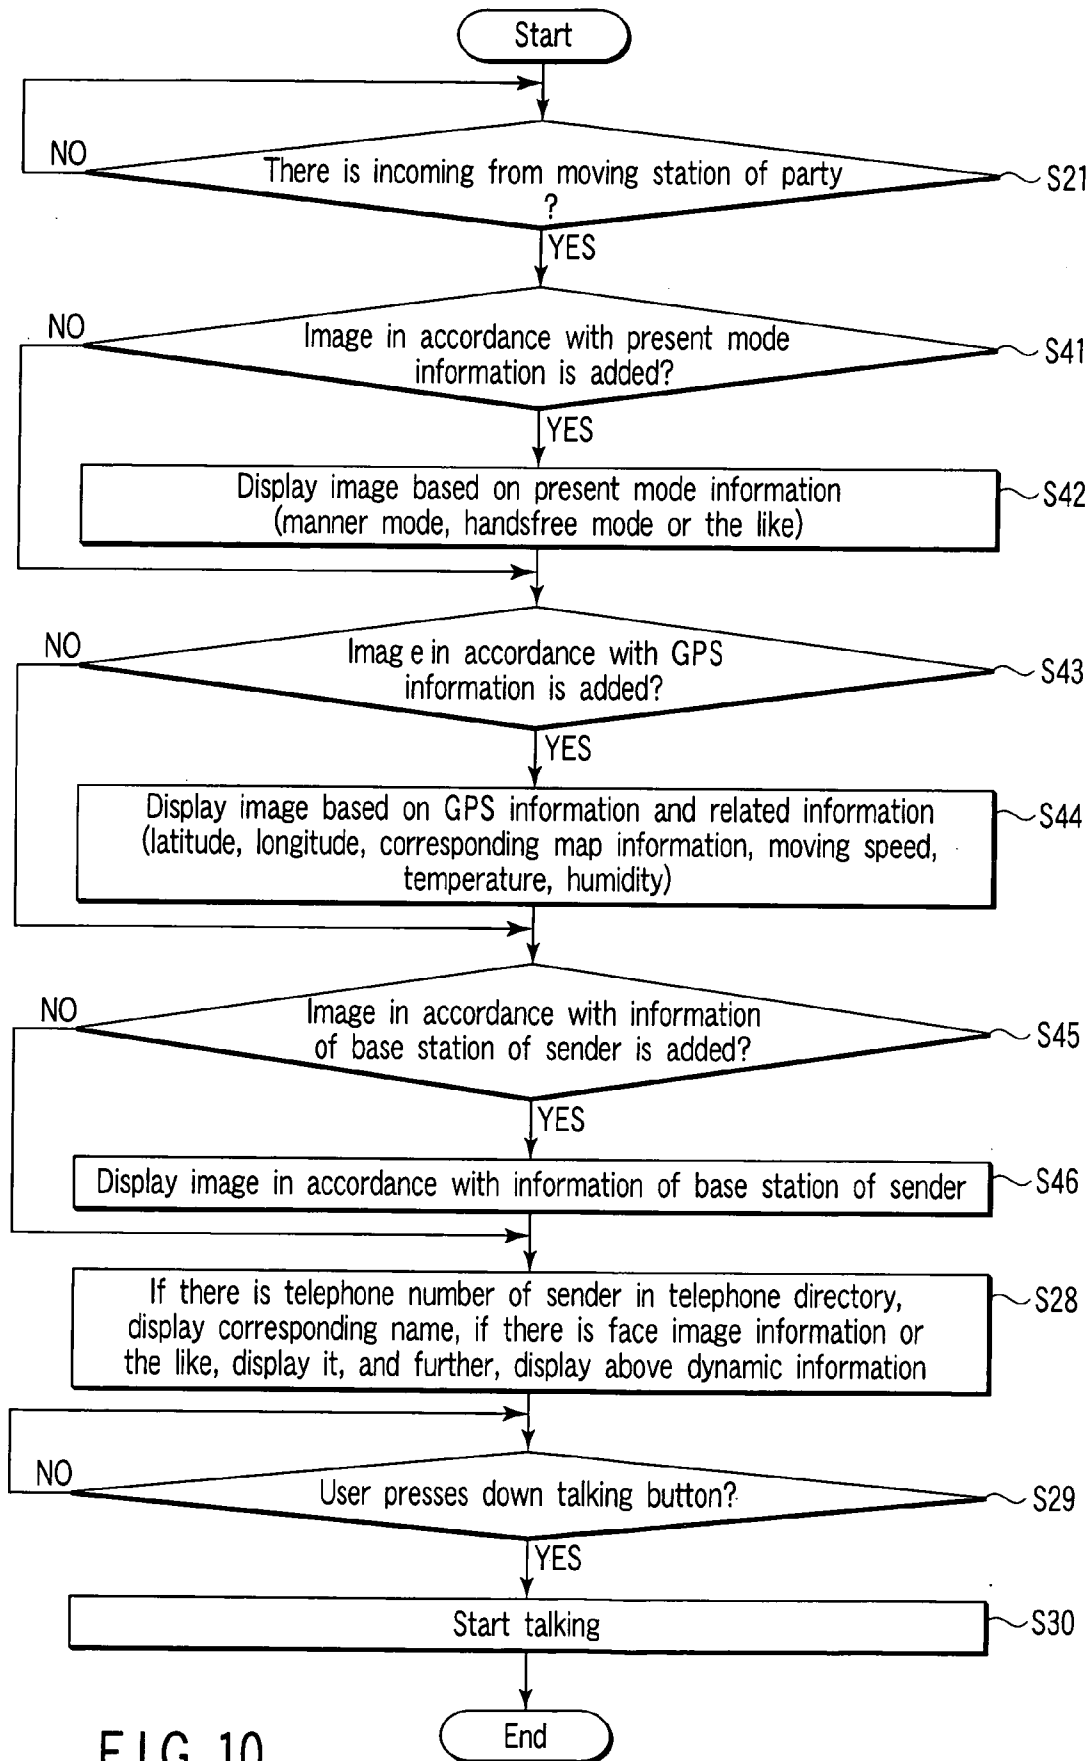 Start
NO
There is incoming from moving station of party
?
S21
YES
NO
Image in accordance with present mode
information is added?
S41
YES
Display image based on present mode information
(manner mode, handsfree mode or the like)
S42
NO
Image in accordance with GPS
information is added?
S43
YES
Display image based on GPS information and related information
(latitude, longitude, corresponding map information, moving speed,
temperature, humidity)
S44
NO
Image in accordance with information
of base station of sender is added?
S45
YES
Display image in accordance with information of base station of sender
S46
If there is telephone number of sender in telephone directory,
display corresponding name, if there is face image information or
the like, display it, and further, display above dynamic information
S28
NO
User presses down talking button?
S29
YES
Start talking
S30
End
FIG. 10